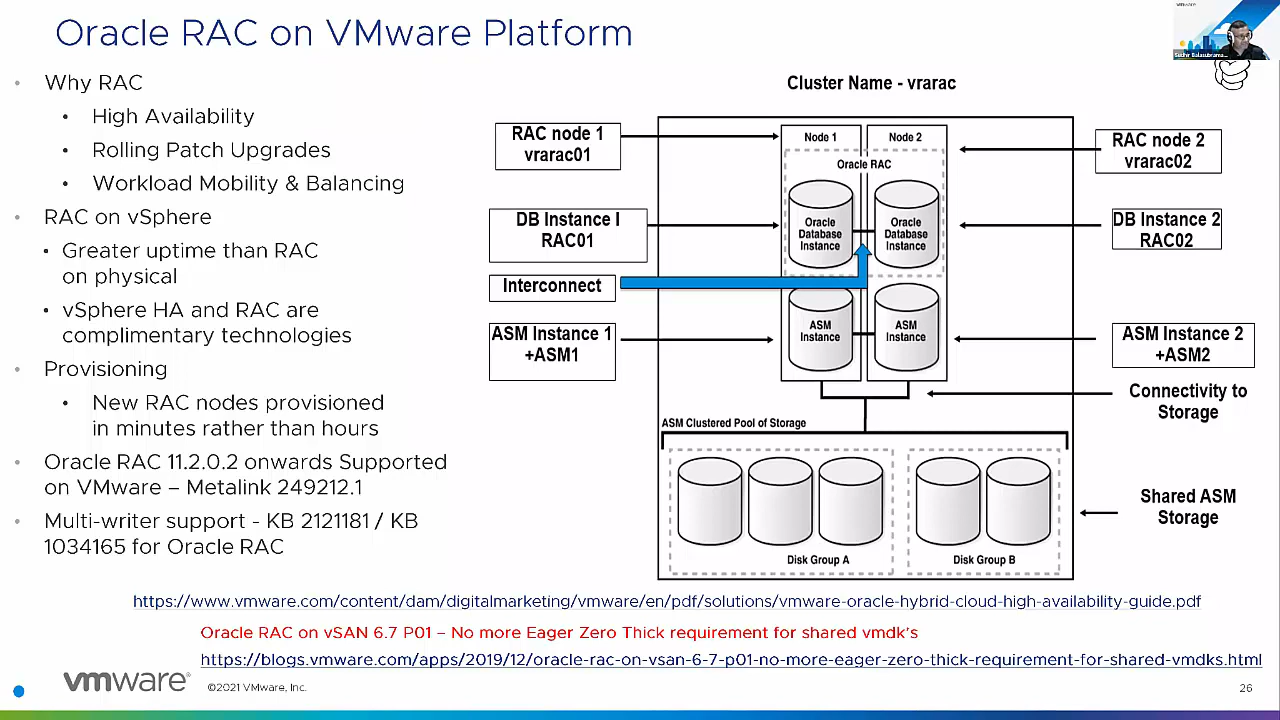 Oracle RAC on VMware Platform
vmware
Sudhir Balasubrama...
• Why RAC
• High Availability
• Rolling Patch Upgrades
• Workload Mobility & Balancing
• RAC on vSphere
• Greater uptime than RAC
on physical
• vSphere HA and RAC are
complimentary technologies
• Provisioning
• New RAC nodes provisioned
in minutes rather than hours
• Oracle RAC 11.2.0.2 onwards Supported
on VMware – Metalink 249212.1
• Multi-writer support - KB 2121181 / KB
1034165 for Oracle RAC
Cluster Name - vrarac
RAC node 1
vrarac01
DB Instance I
RAC01
Interconnect
ASM Instance 1
+ASM1
Node 1
Node 2
Oracle RAC
Oracle
Database
Instance
Oracle
Database
Instance
ASM
Instance
ASM
Instance
ASM Clustered Pool of Storage
Disk Group A
Disk Group B
RAC node 2
vrarac02
DB Instance 2
RAC02
ASM Instance 2
+ASM2
Connectivity to
Storage
Shared ASM
Storage
https://www.vmware.com/content/dam/digitalmarketing/vmware/en/pdf/solutions/vmware-oracle-hybrid-cloud-high-availability-guide.pdf
Oracle RAC on vSAN 6.7 P01 – No more Eager Zero Thick requirement for shared vmdk's
https://blogs.vmware.com/apps/2019/12/oracle-rac-on-vsan-6-7-p01-no-more-eager-zero-thick-requirement-for-shared-vmdks.html
vmware®
©2021 VMware, Inc.
26